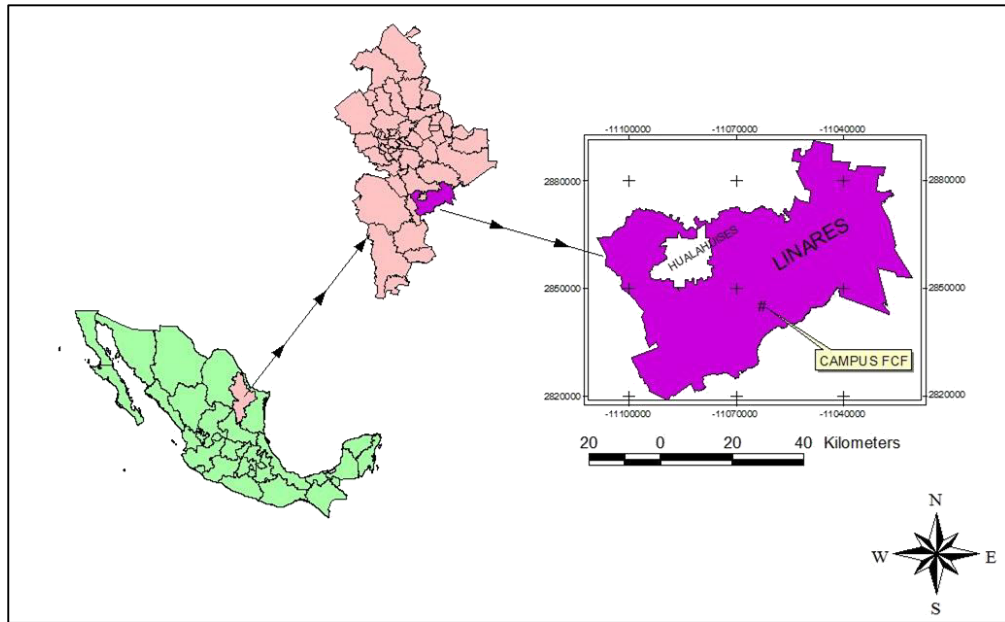 -11100000 -11070000 -11040000
2880000 2880000
LINARES
HUALAHUISES
2850000 2850000
#
CAMPUS FCF
2820000 2820000
-11100000 -11070000 -11040000
20 0 20 40 Kilometers
N
W E
S